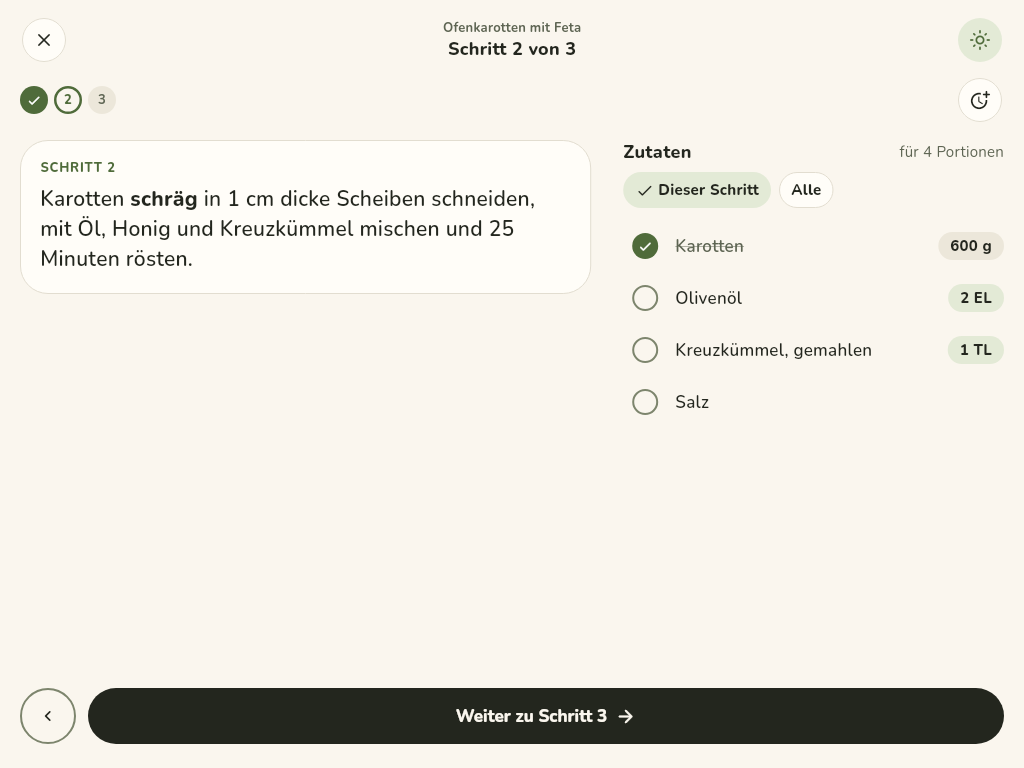 Ofenkarotten mit Feta
Schritt 2 von 3
2
3
SCHRITT 2
Karotten schräg in 1 cm dicke Scheiben schneiden,
mit Öl, Honig und Kreuzkümmel mischen und 25
Minuten rösten.
Zutaten
für 4 Portionen
Dieser Schritt
Alle
Karotten
600 g
Olivenöl
2 EL
Kreuzkümmel, gemahlen
1 TL
Salz
Weiter zu Schritt 3